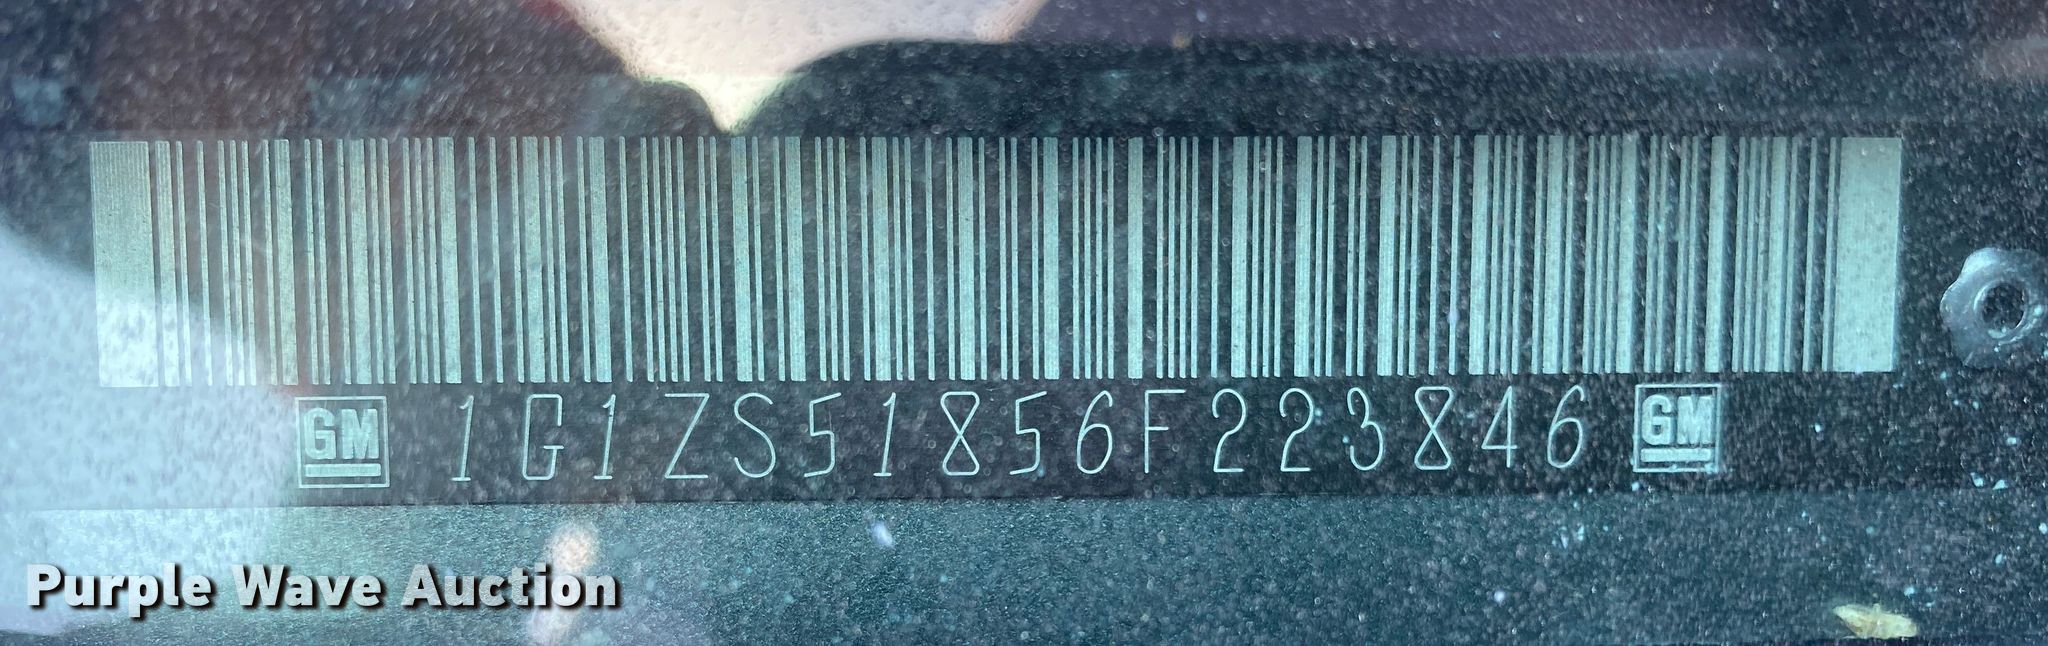 GM 1G1ZS51856F223846 GM
Purple Wave Auction